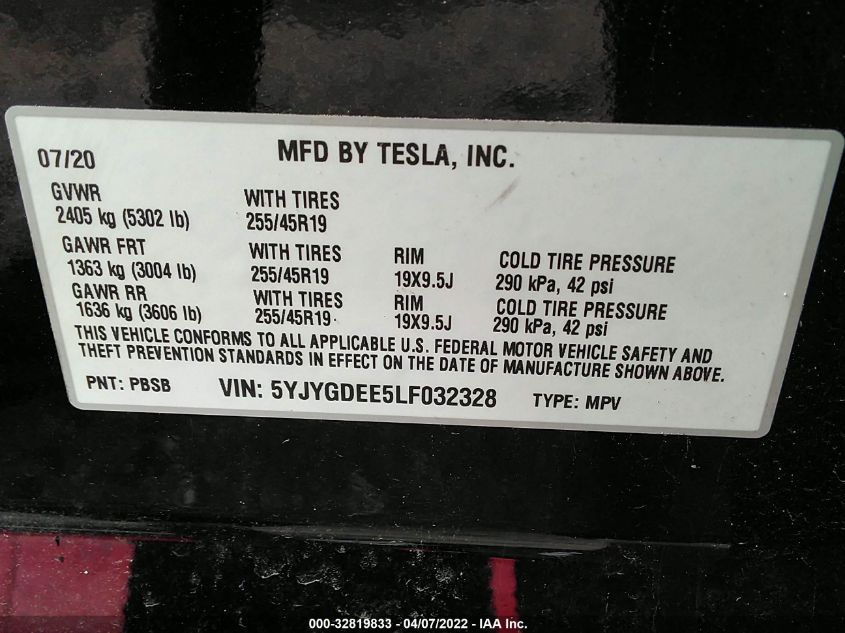 07/20 MFD BY TESLA, INC.
GVWR WITH TIRES
2405 kg (5302 lb) 255/45R19
GAWR FRT WITH TIRES RIM COLD TIRE PRESSURE
1363 kg (3004 lb) 255/45R19 19X9.5J 290 kPa, 42 psi
GAWR RR WITH TIRES RIM COLD TIRE PRESSURE
1636 kg (3606 lb) 255/45R19 19X9.5J 290 kPa, 42 psi
THIS VEHICLE CONFORMS TO ALL APPLICABLE U.S. FEDERAL MOTOR VEHICLE SAFETY AND
THEFT PREVENTION STANDARDS IN EFFECT ON THE DATE OF MANUFACTURE SHOWN ABOVE.
PNT: PBSB VIN: 5YJYGDEE5LF032328 TYPE: MPV
000-32819833 - 04/07/2022 - IAA Inc.